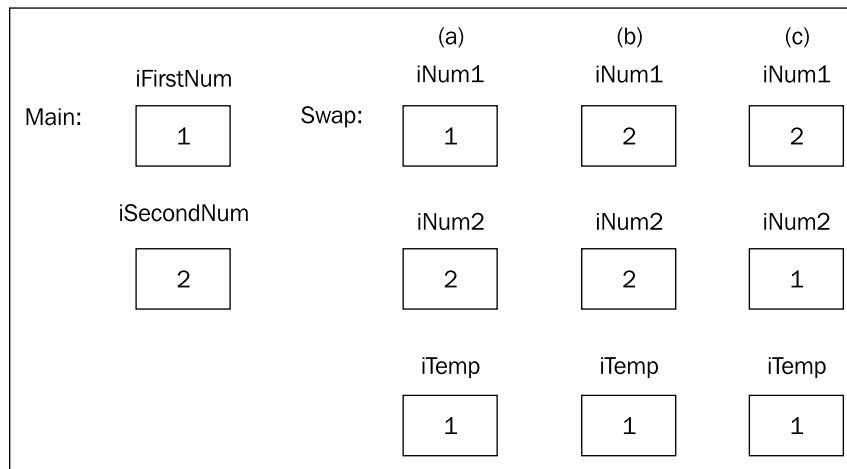 (a) (b) (c)
iFirstNum iNum1 iNum1 iNum1
Main: 1 Swap: 1 2 2
iSecondNum iNum2 iNum2 iNum2
2 2 2 1
iTemp iTemp iTemp
1 1 1